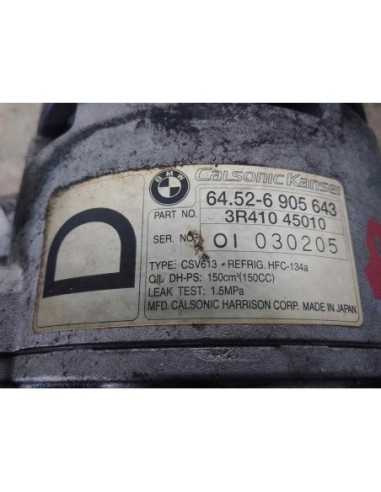 BMW Calsonic Kansei
64.52-6 905 643
PART NO. 3R410 45010
SER. NO. 01 030205
D
TYPE: CSV613 • REFRIG. HFC-134a
OIL DH-PS: 150cm³(150CC)
LEAK TEST: 1.5MPa
MFD. CALSONIC HARRISON CORP. MADE IN JAPAN